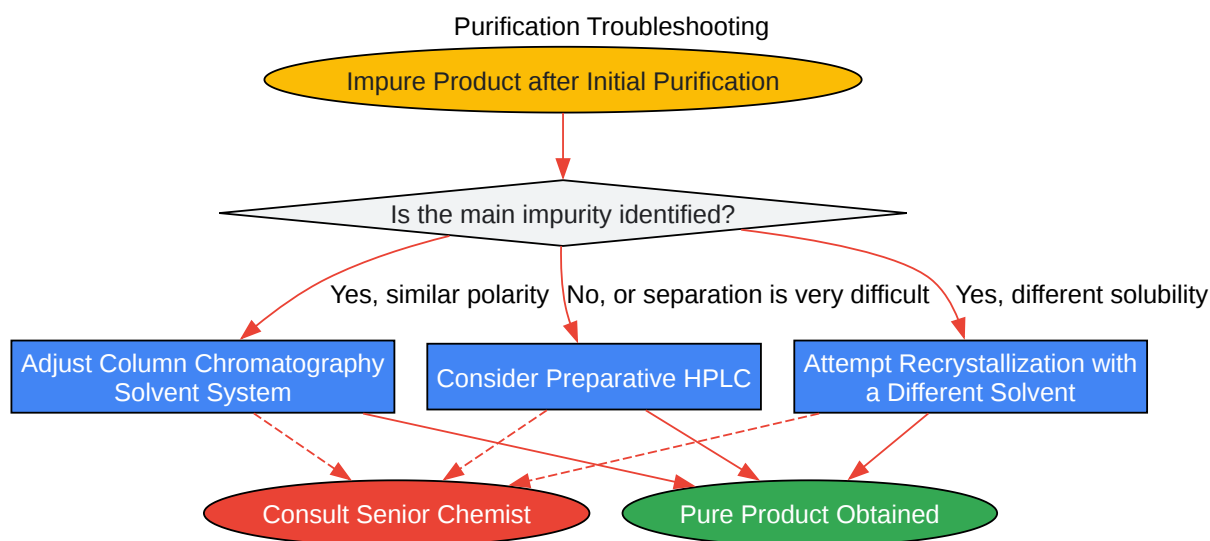 Purification Troubleshooting
Impure Product after Initial Purification
Is the main impurity identified?
Yes, similar polarity
No, or separation is very difficult
Yes, different solubility
Adjust Column Chromatography
Solvent System
Consider Preparative HPLC
Attempt Recrystallization with
a Different Solvent
Consult Senior Chemist
Pure Product Obtained